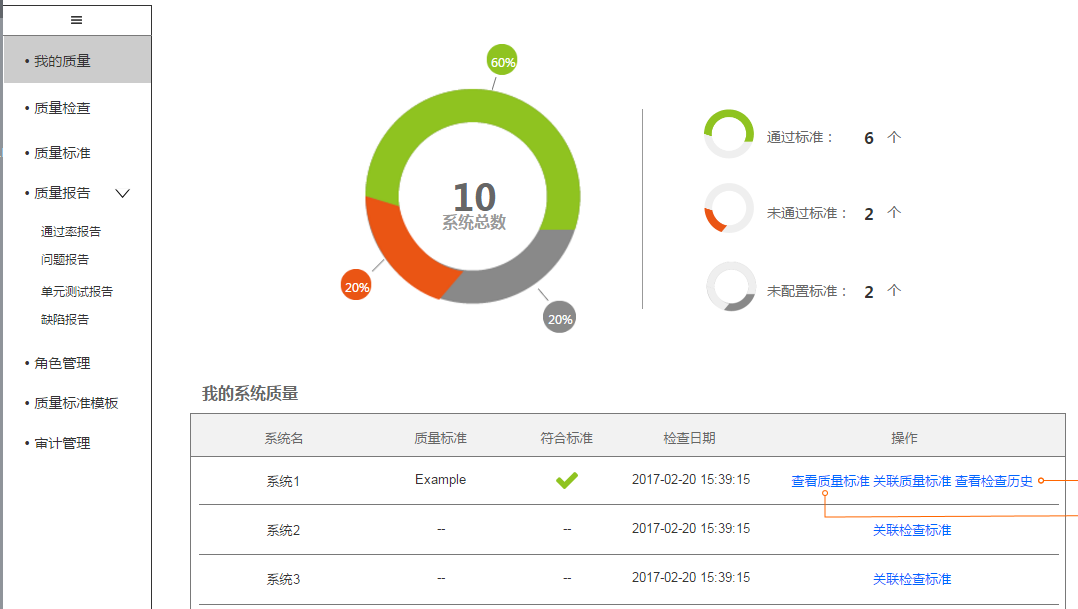 • 我的质量
• 质量检查
• 质量标准
• 质量报告
通过率报告
问题报告
单元测试报告
缺陷报告
• 角色管理
• 质量标准模板
• 审计管理
60%
10
系统总数
20%
20%
通过标准： 6 个
未通过标准： 2 个
未配置标准： 2 个
我的系统质量
系统名 质量标准 符合标准 检查日期 操作
系统1 Example 2017-02-20 15:39:15 查看质量标准 关联质量标准 查看检查历史
系统2 -- -- 2017-02-20 15:39:15 关联检查标准
系统3 -- -- 2017-02-20 15:39:15 关联检查标准